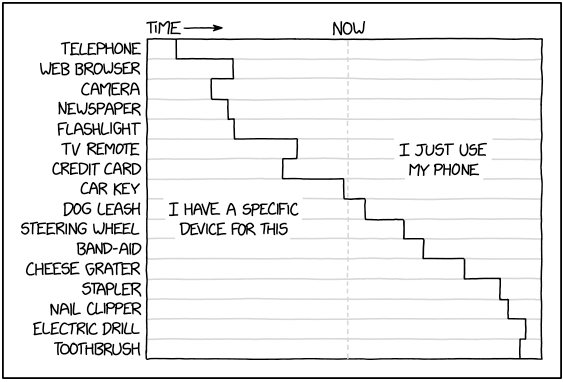 TIME → NOW
TELEPHONE
WEB BROWSER
CAMERA
NEWSPAPER
FLASHLIGHT
TV REMOTE
CREDIT CARD
CAR KEY
DOG LEASH
STEERING WHEEL
BAND-AID
CHEESE GRATER
STAPLER
NAIL CLIPPER
ELECTRIC DRILL
TOOTHBRUSH
I JUST USE
MY PHONE
I HAVE A SPECIFIC
DEVICE FOR THIS